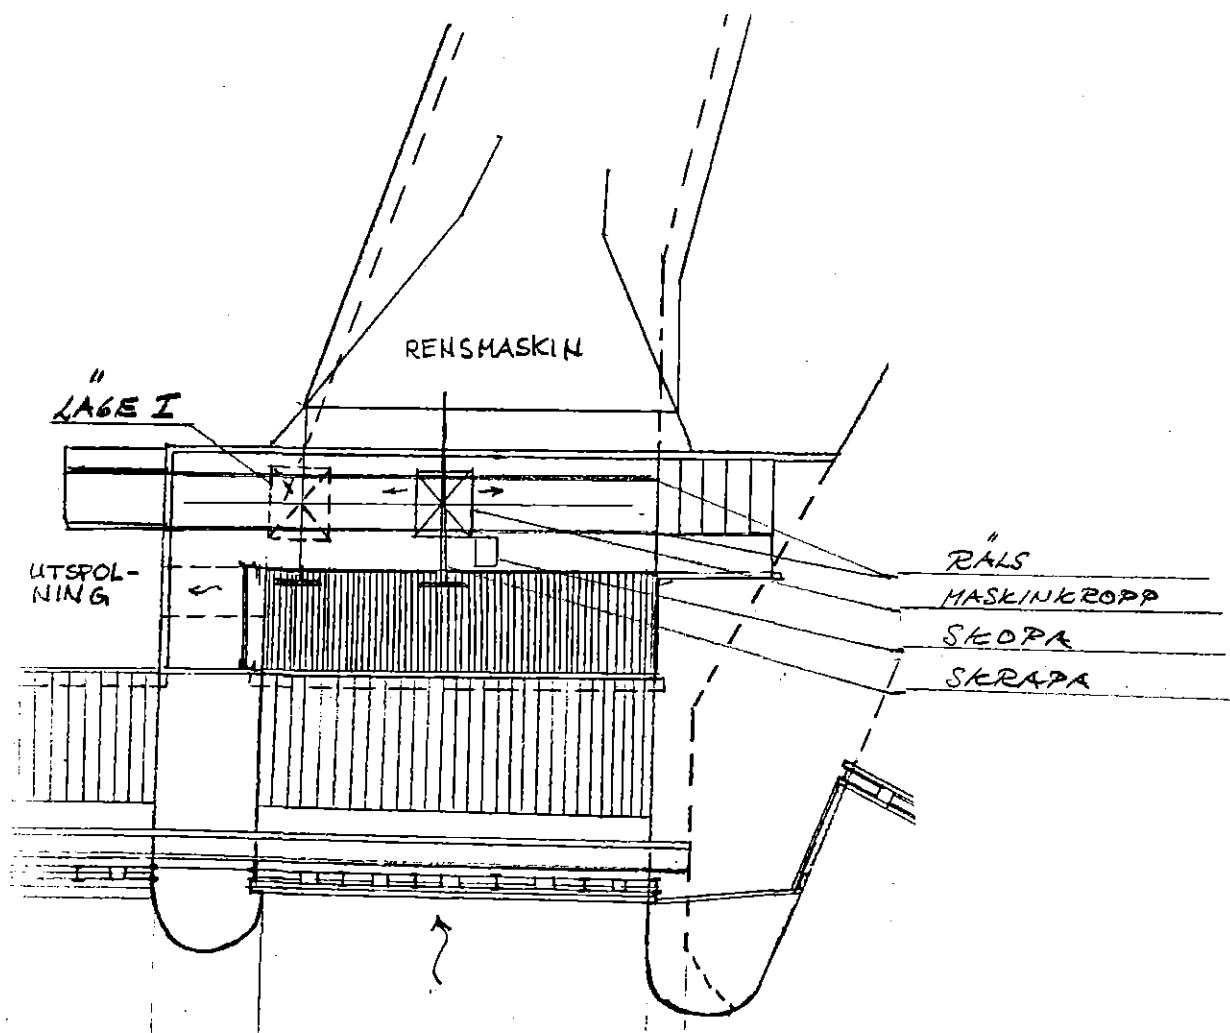 RENSMASKIN
LÄGE I
UTSPOL-
NING
RÄLS
MASKINKROPP
SKOPA
SKRAPA